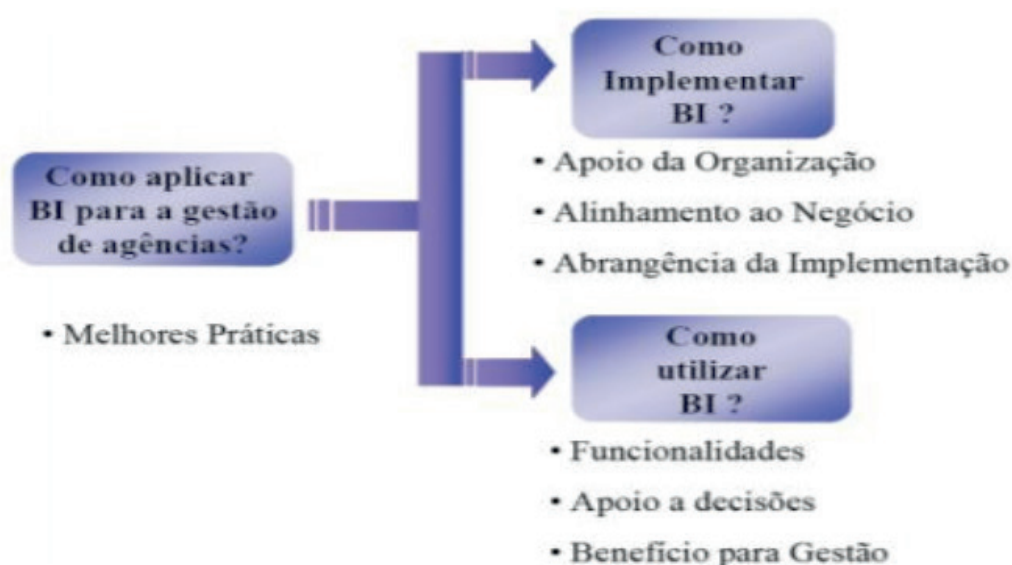 Como aplicar
BI para a gestão
de agências?
• Melhores Práticas
Como
Implementar
BI ?
• Apoio da Organização
• Alinhamento ao Negócio
• Abrangência da Implementação
Como
utilizar
BI ?
• Funcionalidades
• Apoio a decisões
• Benefício para Gestão